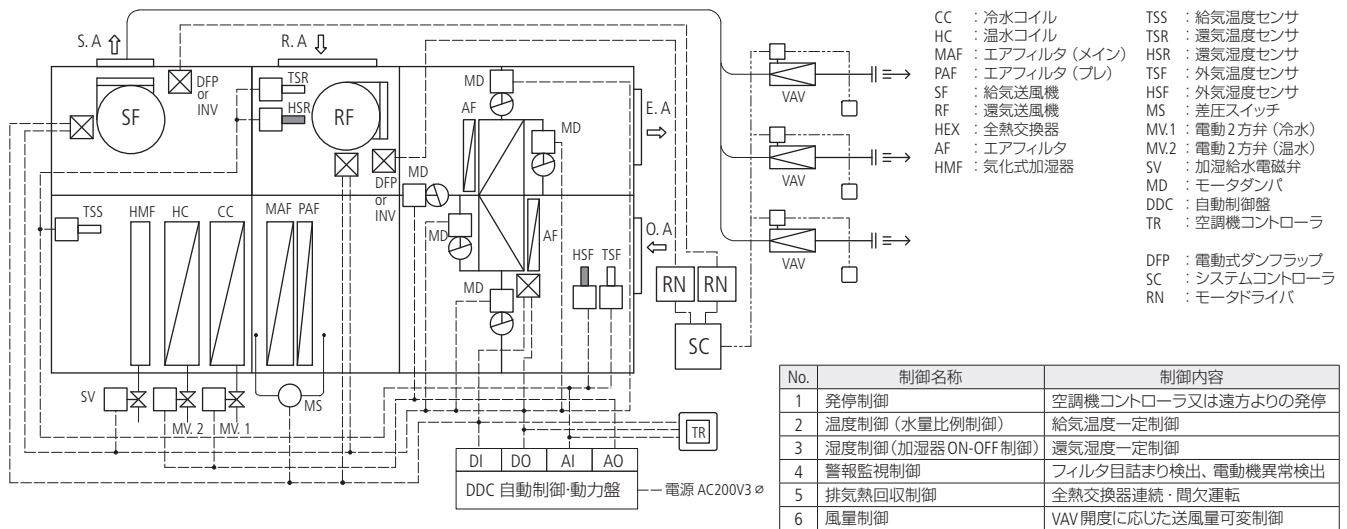 S. A
R. A
DFP
or
INV
TSR
HSR
SF
RF
DFP
or
INV
MD
AF
MD
MD
MD
AF
MD
E. A
O. A
HSF TSF
TSS
HMF HC CC MAF PAF
SV
MV. 2 MV. 1
MS
RN RN
SC
TR
VAV
VAV
VAV
DI DO AI AO
DDC 自動制御・動力盤
電源 AC200V3 ø
CC : 冷水コイル
HC : 温水コイル
MAF : エアフィルタ (メイン)
PAF : エアフィルタ (プレ)
SF : 給気送風機
RF : 還気送風機
HEX : 全熱交換器
AF : エアフィルタ
HMF : 気化式加湿器
TSS : 給気温度センサ
TSR : 還気温度センサ
HSR : 還気湿度センサ
TSF : 外気温度センサ
HSF : 外気湿度センサ
MS : 差圧スイッチ
MV.1 : 電動2方弁 (冷水)
MV.2 : 電動2方弁 (温水)
SV : 加湿給水電磁弁
MD : モータダンパ
DDC : 自動制御盤
TR : 空調機コントローラ
DFP : 電動式ダンフラップ
SC : システムコントローラ
RN : モータドライバ
No. 制御名称 制御内容
1 発停制御 空調機コントローラ又は遠方よりの発停
2 温度制御 (水量比例制御) 給気温度一定制御
3 湿度制御(加湿器ON-OFF制御) 還気湿度一定制御
4 警報監視制御 フィルタ目詰まり検出、電動機異常検出
5 排気熱回収制御 全熱交換器連続・間欠運転
6 風量制御 VAV開度に応じた送風量可変制御